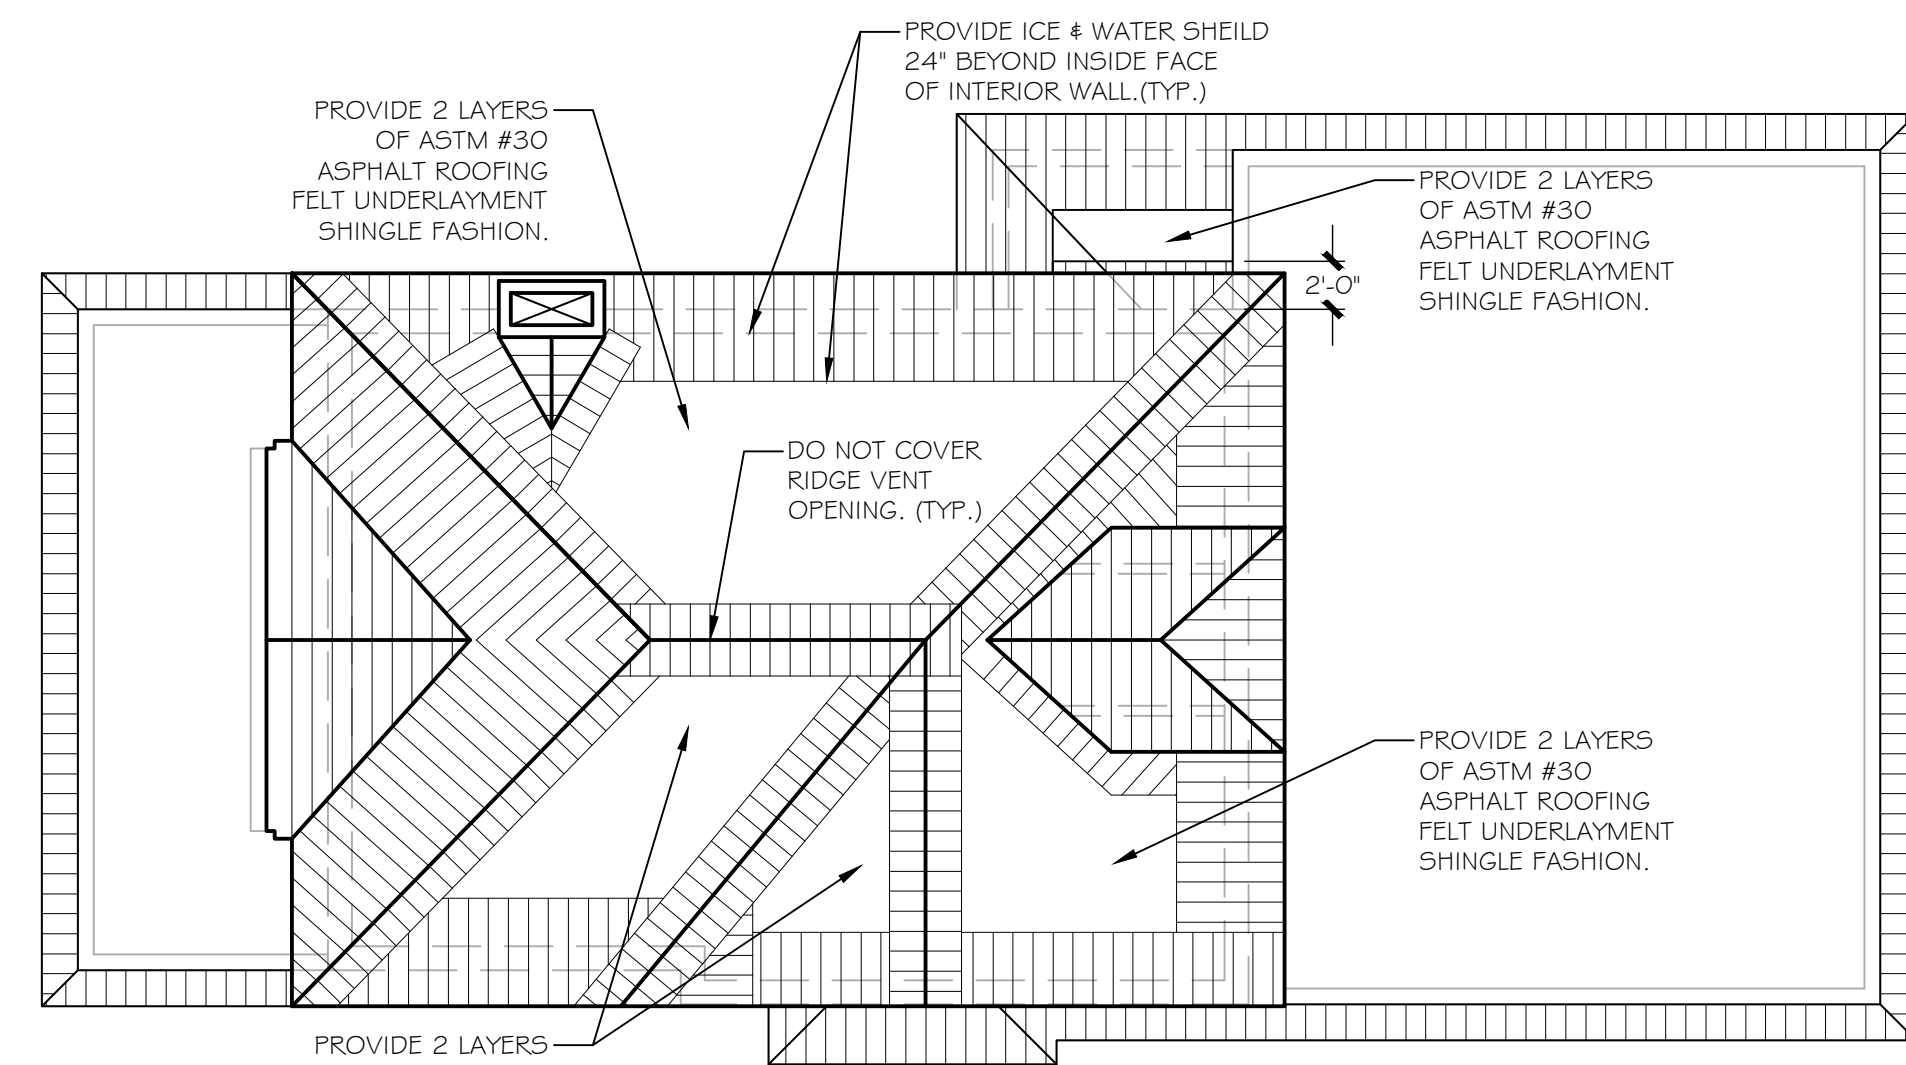 PROVIDE ICE & WATER SHEILD
24" BEYOND INSIDE FACE
OF INTERIOR WALL.(TYP.)
PROVIDE 2 LAYERS
OF ASTM #30
ASPHALT ROOFING
FELT UNDERLAYMENT
SHINGLE FASHION.
PROVIDE 2 LAYERS
OF ASTM #30
ASPHALT ROOFING
FELT UNDERLAYMENT
SHINGLE FASHION.
2'-0"
DO NOT COVER
RIDGE VENT
OPENING. (TYP.)
PROVIDE 2 LAYERS
OF ASTM #30
ASPHALT ROOFING
FELT UNDERLAYMENT
SHINGLE FASHION.
PROVIDE 2 LAYERS